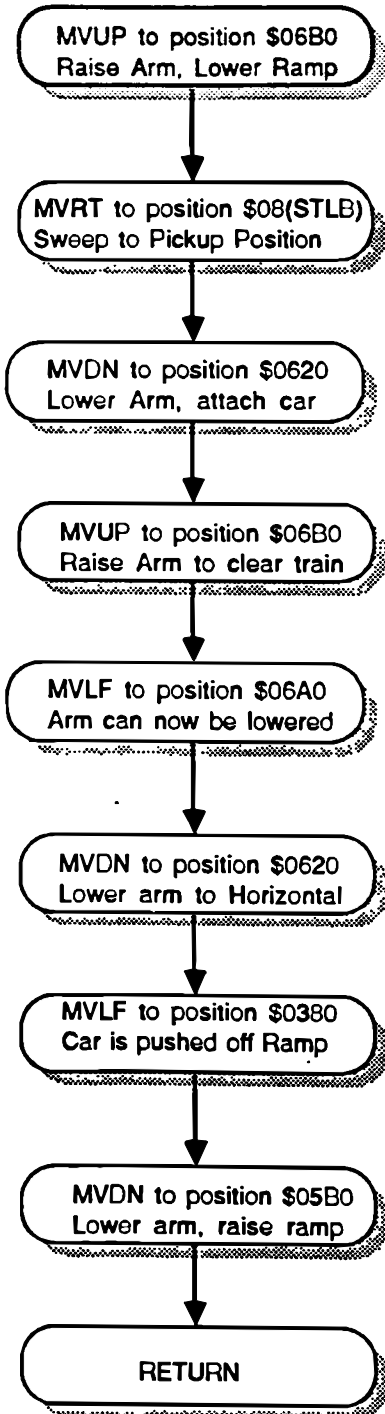 MVUP to position $06B0
Raise Arm, Lower Ramp
MVRT to position $08(STLB)
Sweep to Pickup Position
MVDN to position $0620
Lower Arm, attach car
MVUP to position $06B0
Raise Arm to clear train
MVLF to position $06A0
Arm can now be lowered
MVDN to position $0620
Lower arm to Horizontal
MVLF to position $0380
Car is pushed off Ramp
MVDN to position $05B0
Lower arm, raise ramp
RETURN